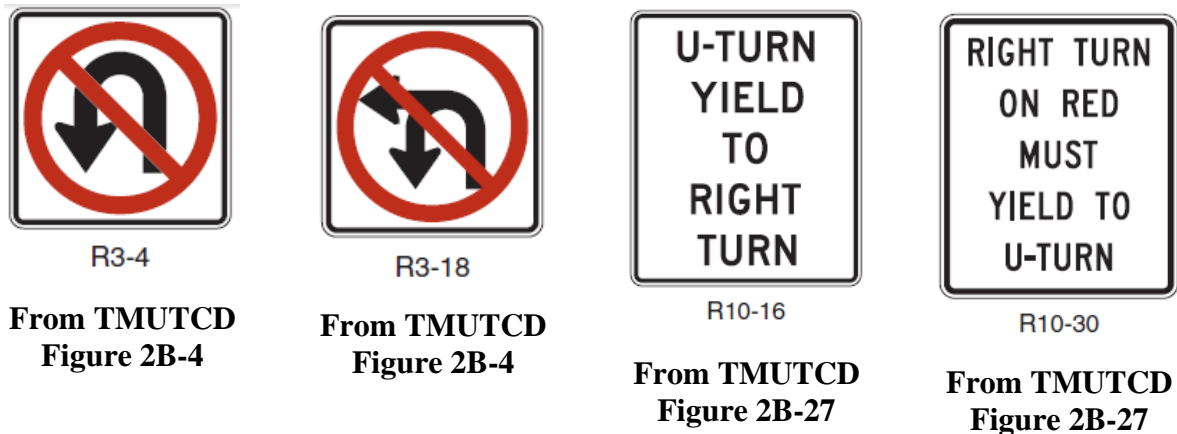 R3-4
From TMUTCD
Figure 2B-4
R3-18
From TMUTCD
Figure 2B-4
U-TURN
YIELD
TO
RIGHT
TURN
R10-16
From TMUTCD
Figure 2B-27
RIGHT TURN
ON RED
MUST
YIELD TO
U-TURN
R10-30
From TMUTCD
Figure 2B-27